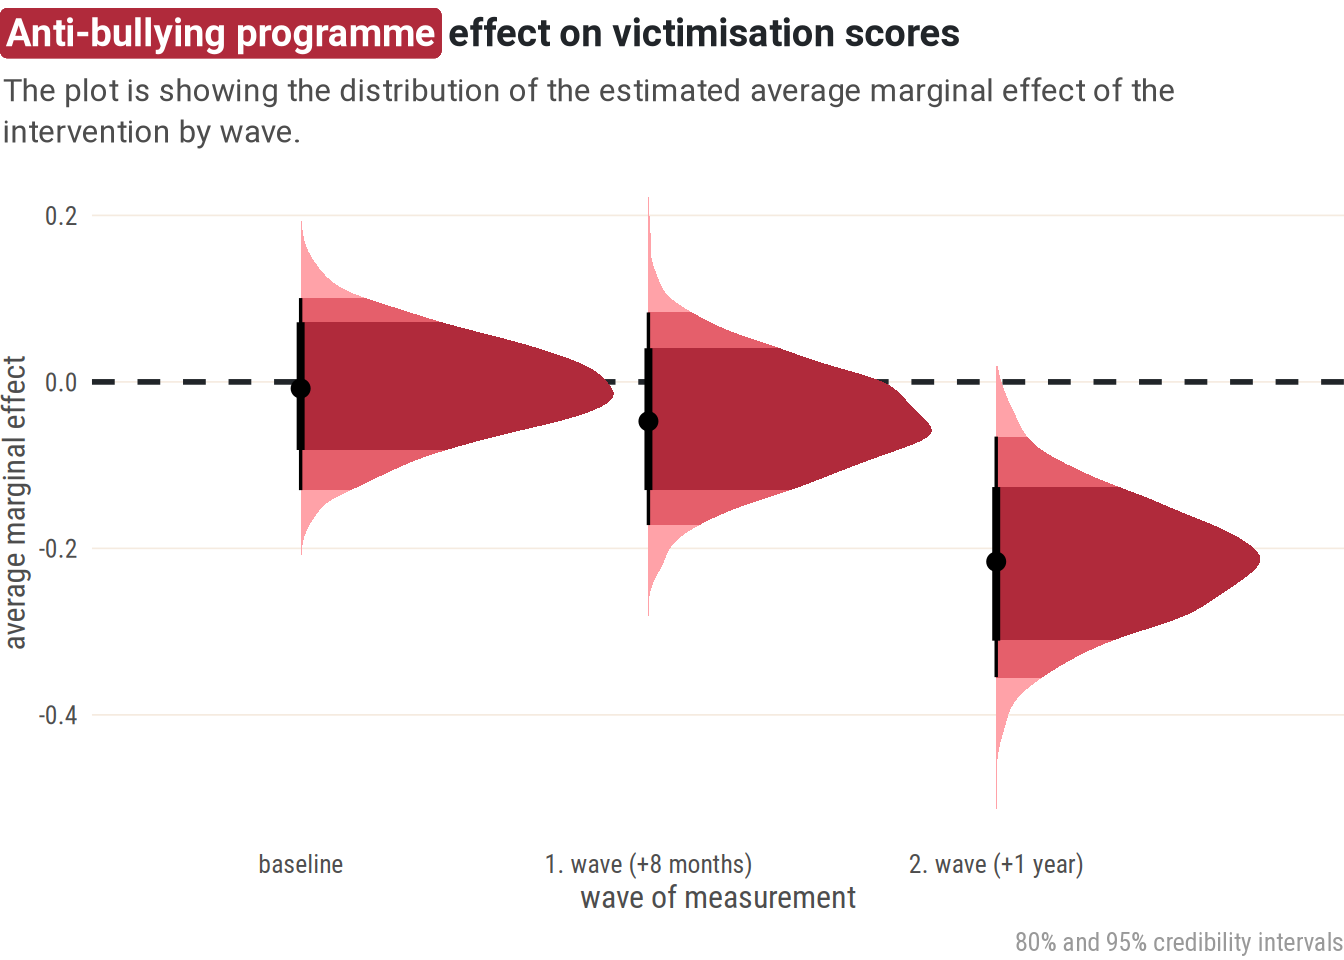 Anti-bullying programme effect on victimisation scores
The plot is showing the distribution of the estimated average marginal effect of the
intervention by wave.
average marginal effect
0.2
0.0
-0.2
-0.4
baseline
1. wave (+8 months)
2. wave (+1 year)
wave of measurement
80% and 95% credibility intervals